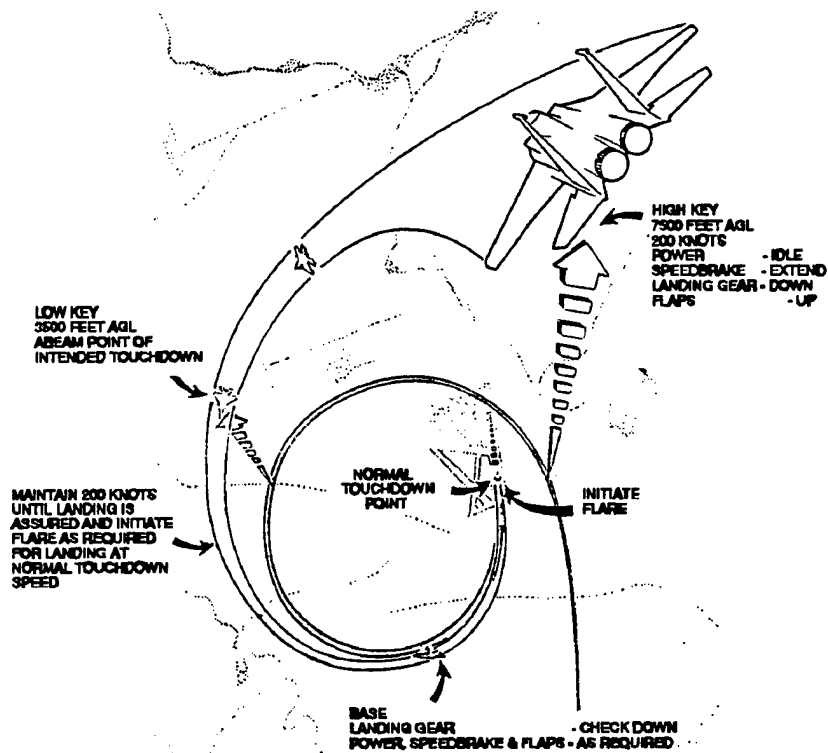 HIGH KEY
7500 FEET AGL
200 KNOTS
POWER - IDLE
SPEEDBRAKE - EXTEND
LANDING GEAR - DOWN
FLAPS - UP
LOW KEY
3500 FEET AGL
ABEAM POINT OF
INTENDED TOUCHDOWN
NORMAL
TOUCHDOWN
POINT
INITIATE
FLARE
MAINTAIN 200 KNOTS
UNTIL LANDING IS
ASSURED AND INITIATE
FLARE AS REQUIRED
FOR LANDING AT
NORMAL TOUCHDOWN
SPEED
BASE
LANDING GEAR - CHECK DOWN
POWER, SPEEDBRAKE & FLAPS - AS REQUIRED